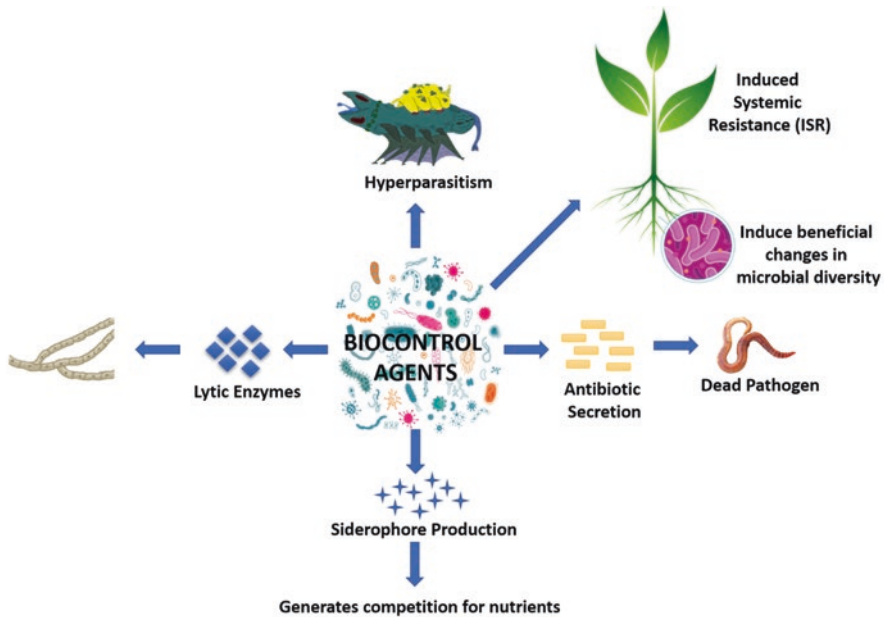 Induced
Systemic
Resistance (ISR)
Hyperparasitism
Induce beneficial
changes in
microbial diversity
BIOCONTROL
AGENTS
Lytic Enzymes
Antibiotic
Secretion
Dead Pathogen
Siderophore Production
Generates competition for nutrients